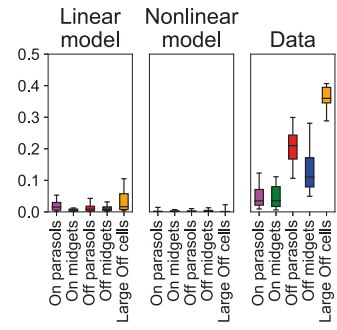 Linear
model
Nonlinear
model
Data
0.5
0.4
0.3
0.2
0.1
0.0
On parasols
On midgets
Off parasols
Off midgets
Large Off cells
On parasols
On midgets
Off parasols
Off midgets
Large Off cells
On parasols
On midgets
Off parasols
Off midgets
Large Off cells